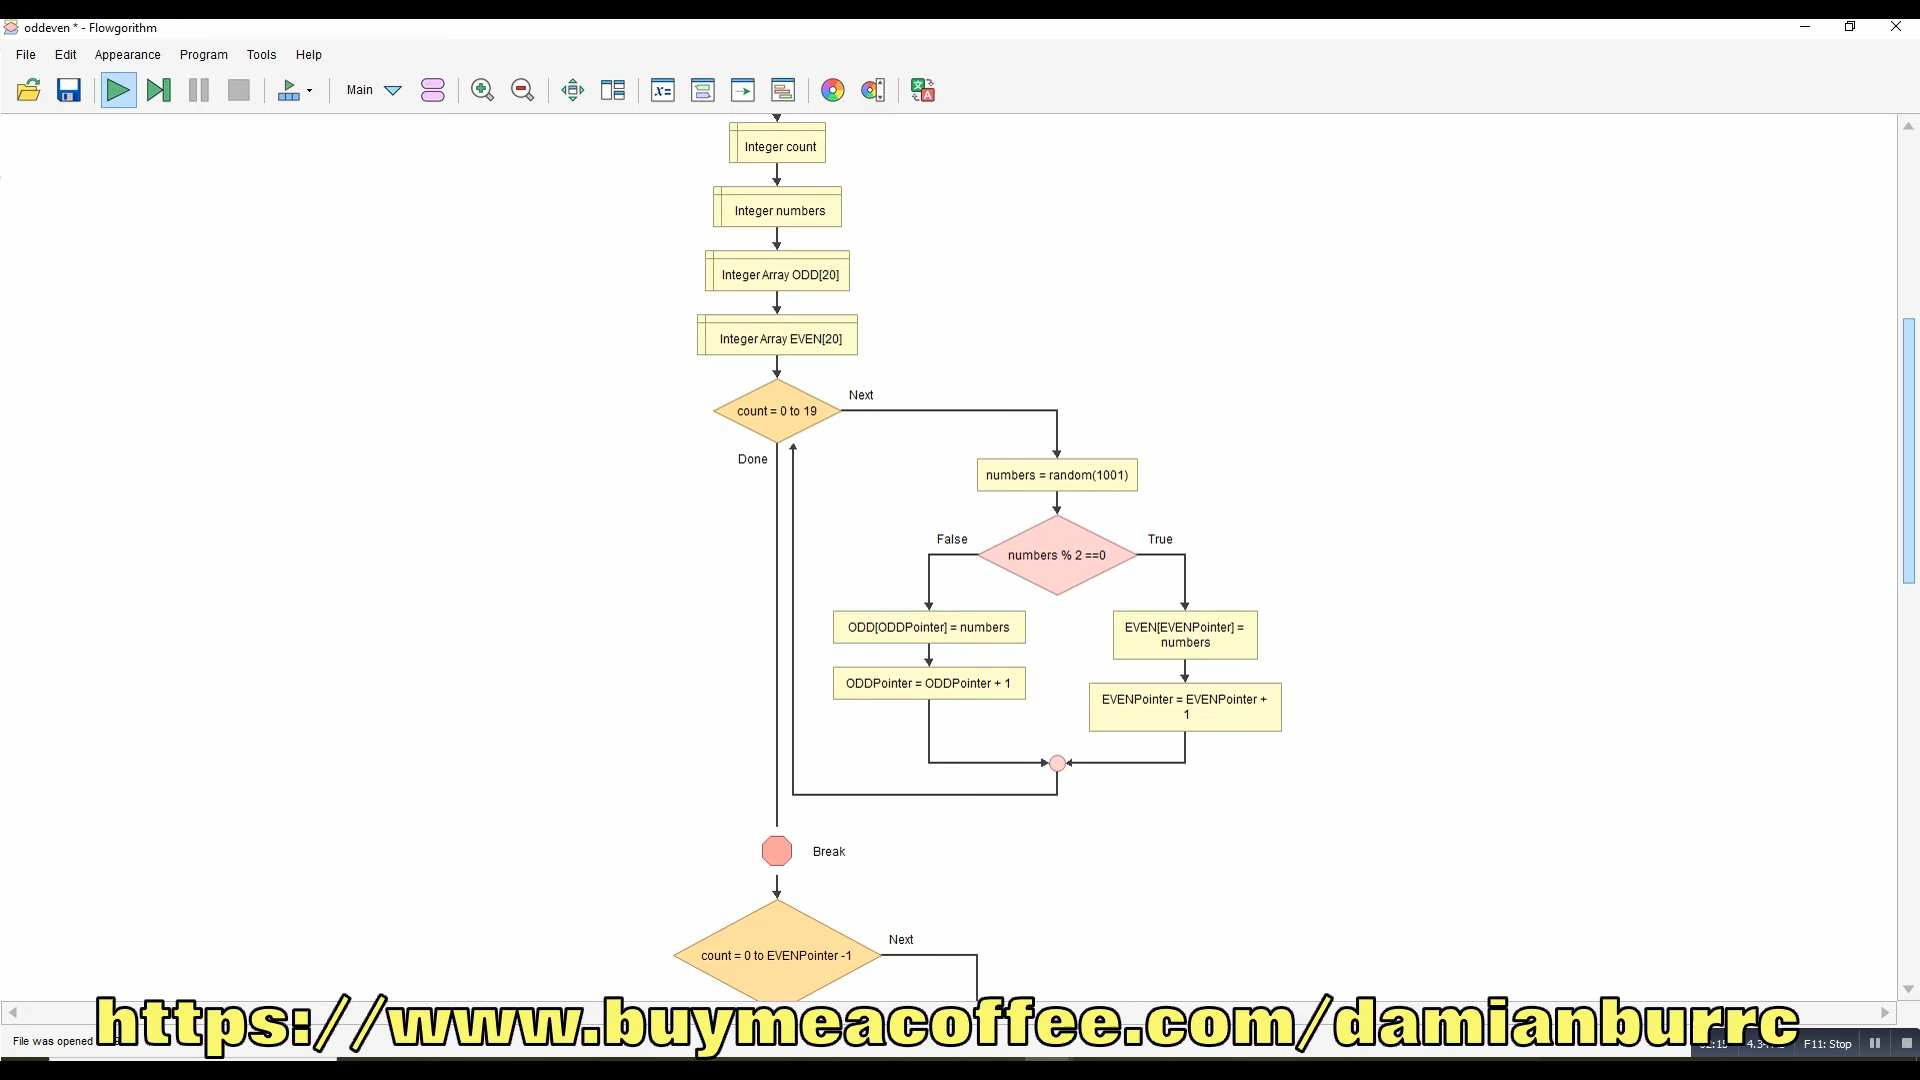 oddeven * - Flowgorithm
File Edit Appearance Program Tools Help
Main
Integer count
Integer numbers
Integer Array ODD[20]
Integer Array EVEN[20]
count = 0 to 19
Next
Done
numbers = random(1001)
numbers % 2 ==0
False
True
ODD[ODDPointer] = numbers
ODDPointer = ODDPointer + 1
EVEN[EVENPointer] =
numbers
EVENPointer = EVENPointer +
1
Break
count = 0 to EVENPointer -1
Next
https://www.buymeacoffee.com/damianburrc
File was opened
F11: Stop